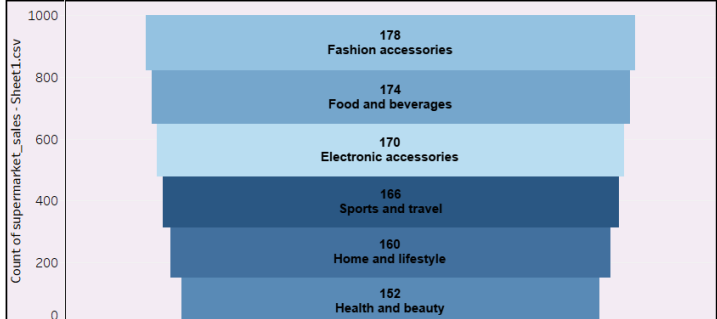 Count of supermarket_sales - Sheet1.csv
1000
800
600
400
200
0
178
Fashion accessories
174
Food and beverages
170
Electronic accessories
166
Sports and travel
160
Home and lifestyle
152
Health and beauty